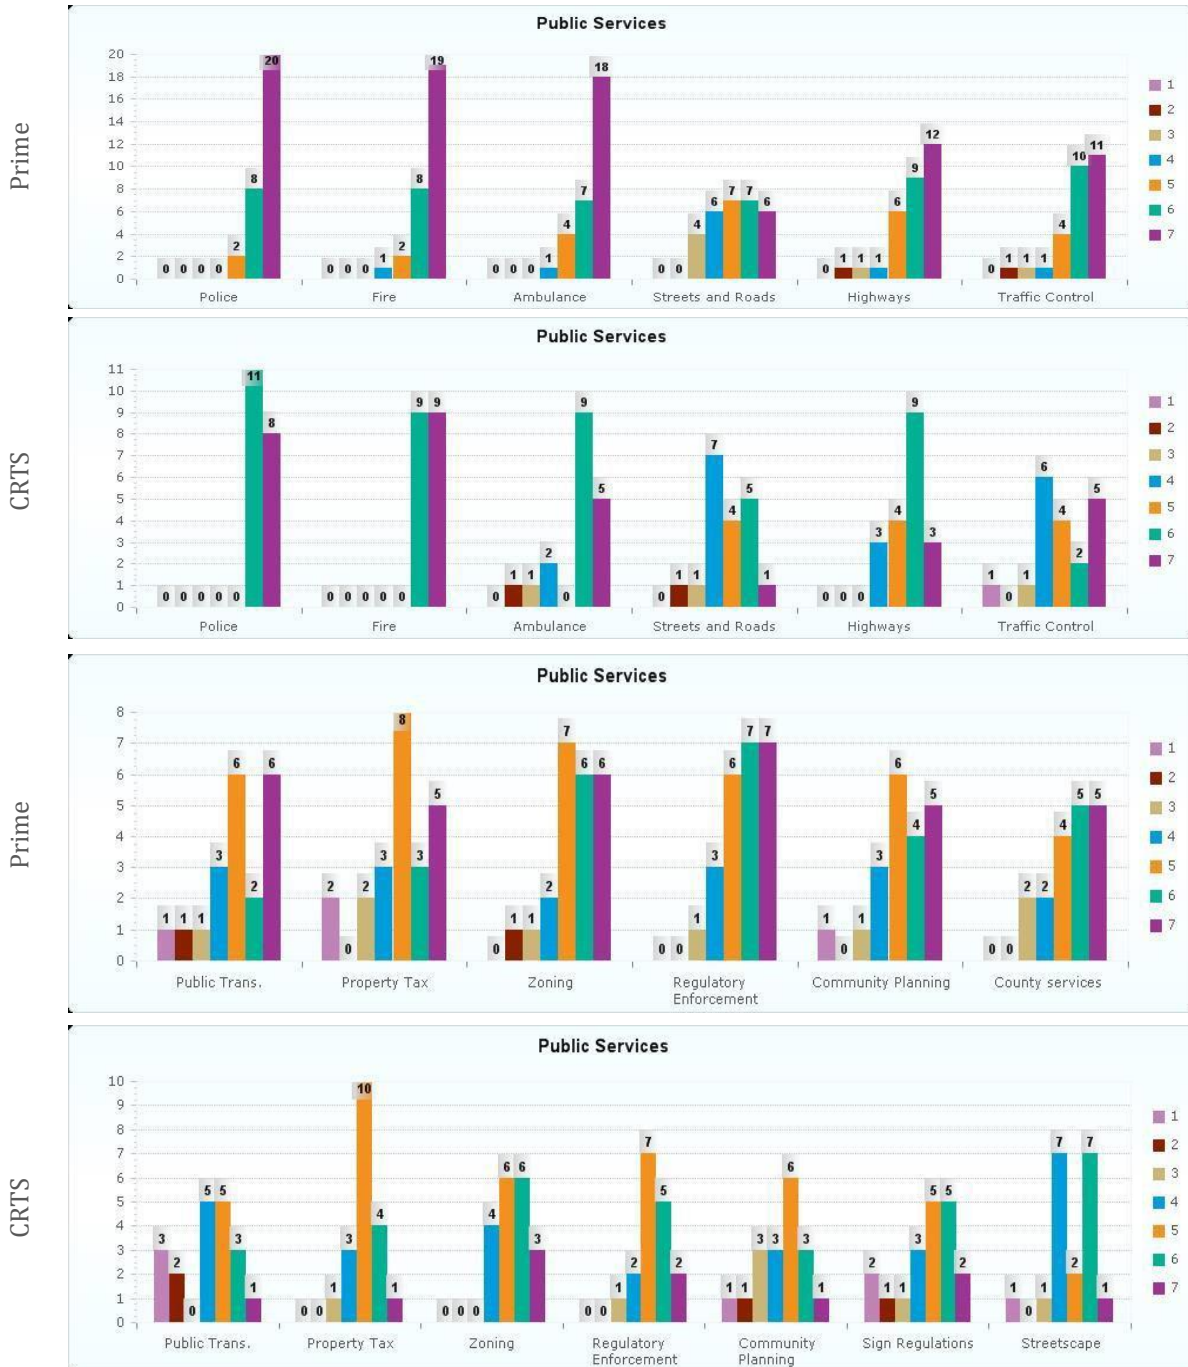 Prime
Public Services
20
18
16
14
12
10
8
6
4
2
0
0 0 0 0 2 8 20
0 0 0 1 2 8 19
0 0 0 1 4 7 18
0 0 4 6 7 7 6
0 1 1 1 6 9 12
0 1 1 1 4 10 11
Police Fire Ambulance Streets and Roads Highways Traffic Control
1
2
3
4
5
6
7
CRTS
Public Services
11
10
9
8
7
6
5
4
3
2
1
0
0 0 0 0 0 11 8
0 0 0 0 0 9 9
0 1 1 2 0 9 5
0 1 1 7 4 5 1
0 0 0 3 4 9 3
1 0 1 6 4 2 5
Police Fire Ambulance Streets and Roads Highways Traffic Control
1
2
3
4
5
6
7
Prime
Public Services
8
7
6
5
4
3
2
1
0
1 1 1 3 6 2 6
2 0 2 3 8 3 5
0 1 1 2 7 6 6
0 0 1 3 6 7 7
1 0 1 3 6 4 5
0 0 2 2 4 5 5
Public Trans. Property Tax Zoning Regulatory Community Planning County services
Enforcement
1
2
3
4
5
6
7
CRTS
Public Services
10
9
8
7
6
5
4
3
2
1
0
3 2 0 5 5 3 1
0 0 1 3 10 4 1
0 0 0 4 6 6 3
0 0 1 2 7 5 2
1 1 3 3 6 3 1
2 1 1 3 5 5 2
1 0 1 7 2 7 1
Public Trans. Property Tax Zoning Regulatory Community Sign Regulations Streetscape
Enforcement Planning
1
2
3
4
5
6
7